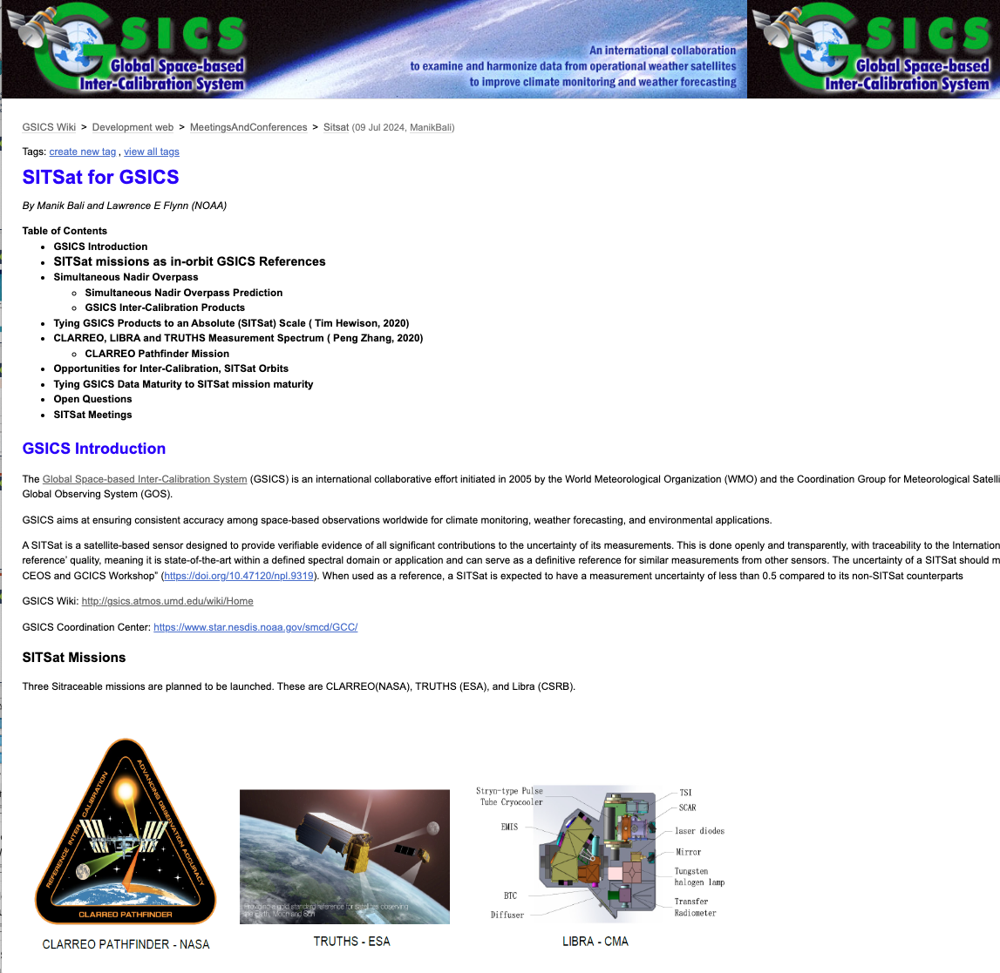 GSICS
Global Space-based
Inter-Calibration System
An international collaboration
to examine and harmonize data from operational weather satellites
to improve climate monitoring and weather forecasting
GSICS
Global Space-based
Inter-Calibration System
GSICS Wiki > Development web > MeetingsAndConferences > Sitsat (09 Jul 2024, ManikBali)
Tags: create new tag , view all tags
SITSat for GSICS
By Manik Bali and Lawrence E Flynn (NOAA)
Table of Contents
• GSICS Introduction
• SITSat missions as in-orbit GSICS References
• Simultaneous Nadir Overpass
○ Simultaneous Nadir Overpass Prediction
○ GSICS Inter-Calibration Products
• Tying GSICS Products to an Absolute (SITSat) Scale ( Tim Hewison, 2020)
• CLARREO, LIBRA and TRUTHS Measurement Spectrum ( Peng Zhang, 2020)
○ CLARREO Pathfinder Mission
• Opportunities for Inter-Calibration, SITSat Orbits
• Tying GSICS Data Maturity to SITSat mission maturity
• Open Questions
• SITSat Meetings
GSICS Introduction
The Global Space-based Inter-Calibration System (GSICS) is an international collaborative effort initiated in 2005 by the World Meteorological Organization (WMO) and the Coordination Group for Meteorological Satelli
Global Observing System (GOS).
GSICS aims at ensuring consistent accuracy among space-based observations worldwide for climate monitoring, weather forecasting, and environmental applications.
A SITSat is a satellite-based sensor designed to provide verifiable evidence of all significant contributions to the uncertainty of its measurements. This is done openly and transparently, with traceability to the Internation
reference' quality, meaning it is state-of-the-art within a defined spectral domain or application and can serve as a definitive reference for similar measurements from other sensors. The uncertainty of a SITSat should m
CEOS and GCICS Workshop” (https://doi.org/10.47120/npl.9319). When used as a reference, a SITSat is expected to have a measurement uncertainty of less than 0.5 compared to its non-SITSat counterparts
GSICS Wiki: http://gsics.atmos.umd.edu/wiki/Home
GSICS Coordination Center: https://www.star.nesdis.noaa.gov/smcd/GCC/
SITSat Missions
Three Sitraceable missions are planned to be launched. These are CLARREO(NASA), TRUTHS (ESA), and Libra (CSRB).
REFERENCE INTER CALIBRATION
ADVANCING OBSERVATION ACCURACY
CLARREO PATHFINDER
CLARREO PATHFINDER - NASA
Providing a gold standard reference for satellites observing
the Earth, Moon and Sun
TRUTHS - ESA
Stryn-type Pulse
Tube Cryocooler
EMIS
BTC
Diffuser
TSI
SCAR
laser diodes
Mirror
Tungsten
halogen lamp
Transfer
Radiometer
LIBRA - CMA